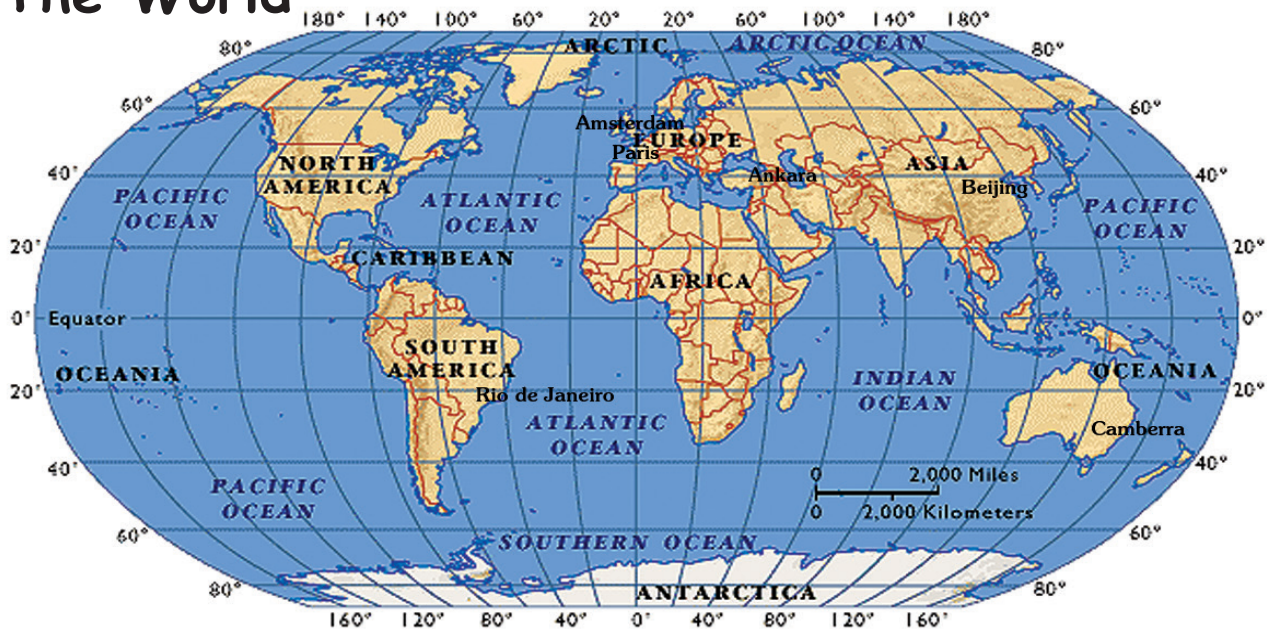 The World
180° 140° 100° 60° 20° 20° 60° 100° 140° 180°
80° ARCTIC ARCTIC OCEAN 80°
60° 60°
Amsterdam
EUROPE
Paris
NORTH
AMERICA
ASIA
40° Ankara 40°
Beijing
PACIFIC
OCEAN
ATLANTIC
OCEAN
PACIFIC
OCEAN
20° 20°
CARIBBEAN
AFRICA
0° Equator 0°
SOUTH
AMERICA
OCEANIA
OCEANIA
INDIAN
OCEAN
20° 20°
Rio de Janeiro
ATLANTIC
OCEAN
Camberra
40° 40°
0 2,000 Miles
0 2,000 Kilometers
PACIFIC
OCEAN
60° 60°
SOUTHERN OCEAN
80° 80°
ANTARCTICA
160° 120° 80° 40° 0° 40° 80° 120° 160°